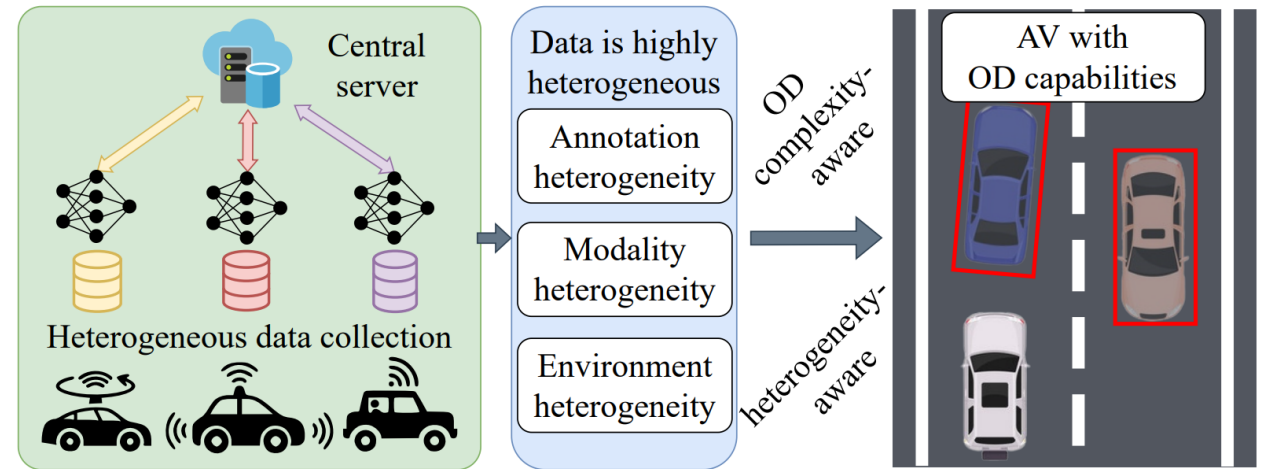 Central
server
Heterogeneous data collection
Data is highly
heterogeneous
Annotation
heterogeneity
Modality
heterogeneity
Environment
heterogeneity
OD
complexity-
aware
heterogeneity-
aware
AV with
OD capabilities